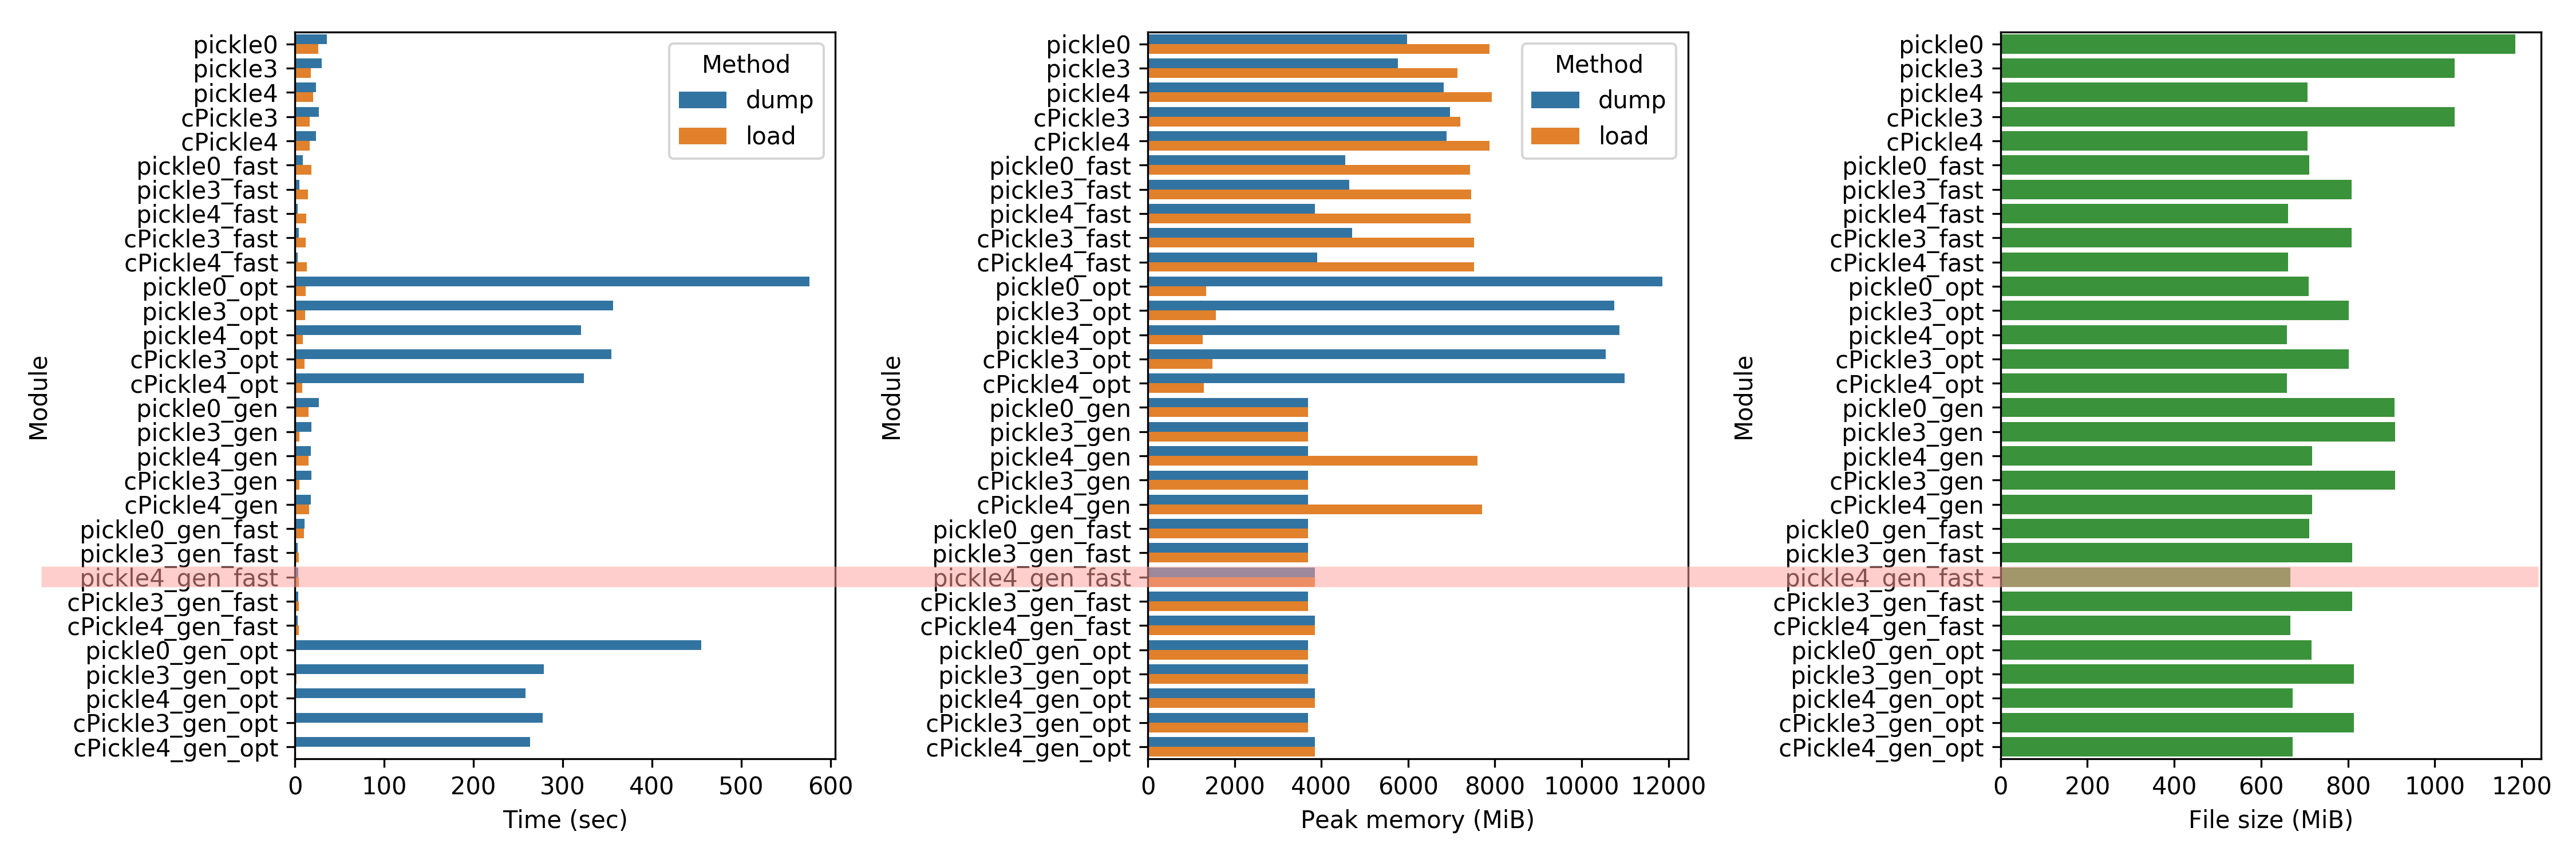 Module
pickle0
pickle3
pickle4
cPickle3
cPickle4
pickle0_fast
pickle3_fast
pickle4_fast
cPickle3_fast
cPickle4_fast
pickle0_opt
pickle3_opt
pickle4_opt
cPickle3_opt
cPickle4_opt
pickle0_gen
pickle3_gen
pickle4_gen
cPickle3_gen
cPickle4_gen
pickle0_gen_fast
pickle3_gen_fast
pickle4_gen_fast
cPickle3_gen_fast
cPickle4_gen_fast
pickle0_gen_opt
pickle3_gen_opt
pickle4_gen_opt
cPickle3_gen_opt
cPickle4_gen_opt
Method
dump
load
0 100 200 300 400 500 600
Time (sec)
Module
pickle0
pickle3
pickle4
cPickle3
cPickle4
pickle0_fast
pickle3_fast
pickle4_fast
cPickle3_fast
cPickle4_fast
pickle0_opt
pickle3_opt
pickle4_opt
cPickle3_opt
cPickle4_opt
pickle0_gen
pickle3_gen
pickle4_gen
cPickle3_gen
cPickle4_gen
pickle0_gen_fast
pickle3_gen_fast
pickle4_gen_fast
cPickle3_gen_fast
cPickle4_gen_fast
pickle0_gen_opt
pickle3_gen_opt
pickle4_gen_opt
cPickle3_gen_opt
cPickle4_gen_opt
Method
dump
load
0 2000 4000 6000 8000 10000 12000
Peak memory (MiB)
Module
pickle0
pickle3
pickle4
cPickle3
cPickle4
pickle0_fast
pickle3_fast
pickle4_fast
cPickle3_fast
cPickle4_fast
pickle0_opt
pickle3_opt
pickle4_opt
cPickle3_opt
cPickle4_opt
pickle0_gen
pickle3_gen
pickle4_gen
cPickle3_gen
cPickle4_gen
pickle0_gen_fast
pickle3_gen_fast
pickle4_gen_fast
cPickle3_gen_fast
cPickle4_gen_fast
pickle0_gen_opt
pickle3_gen_opt
pickle4_gen_opt
cPickle3_gen_opt
cPickle4_gen_opt
0 200 400 600 800 1000 1200
File size (MiB)